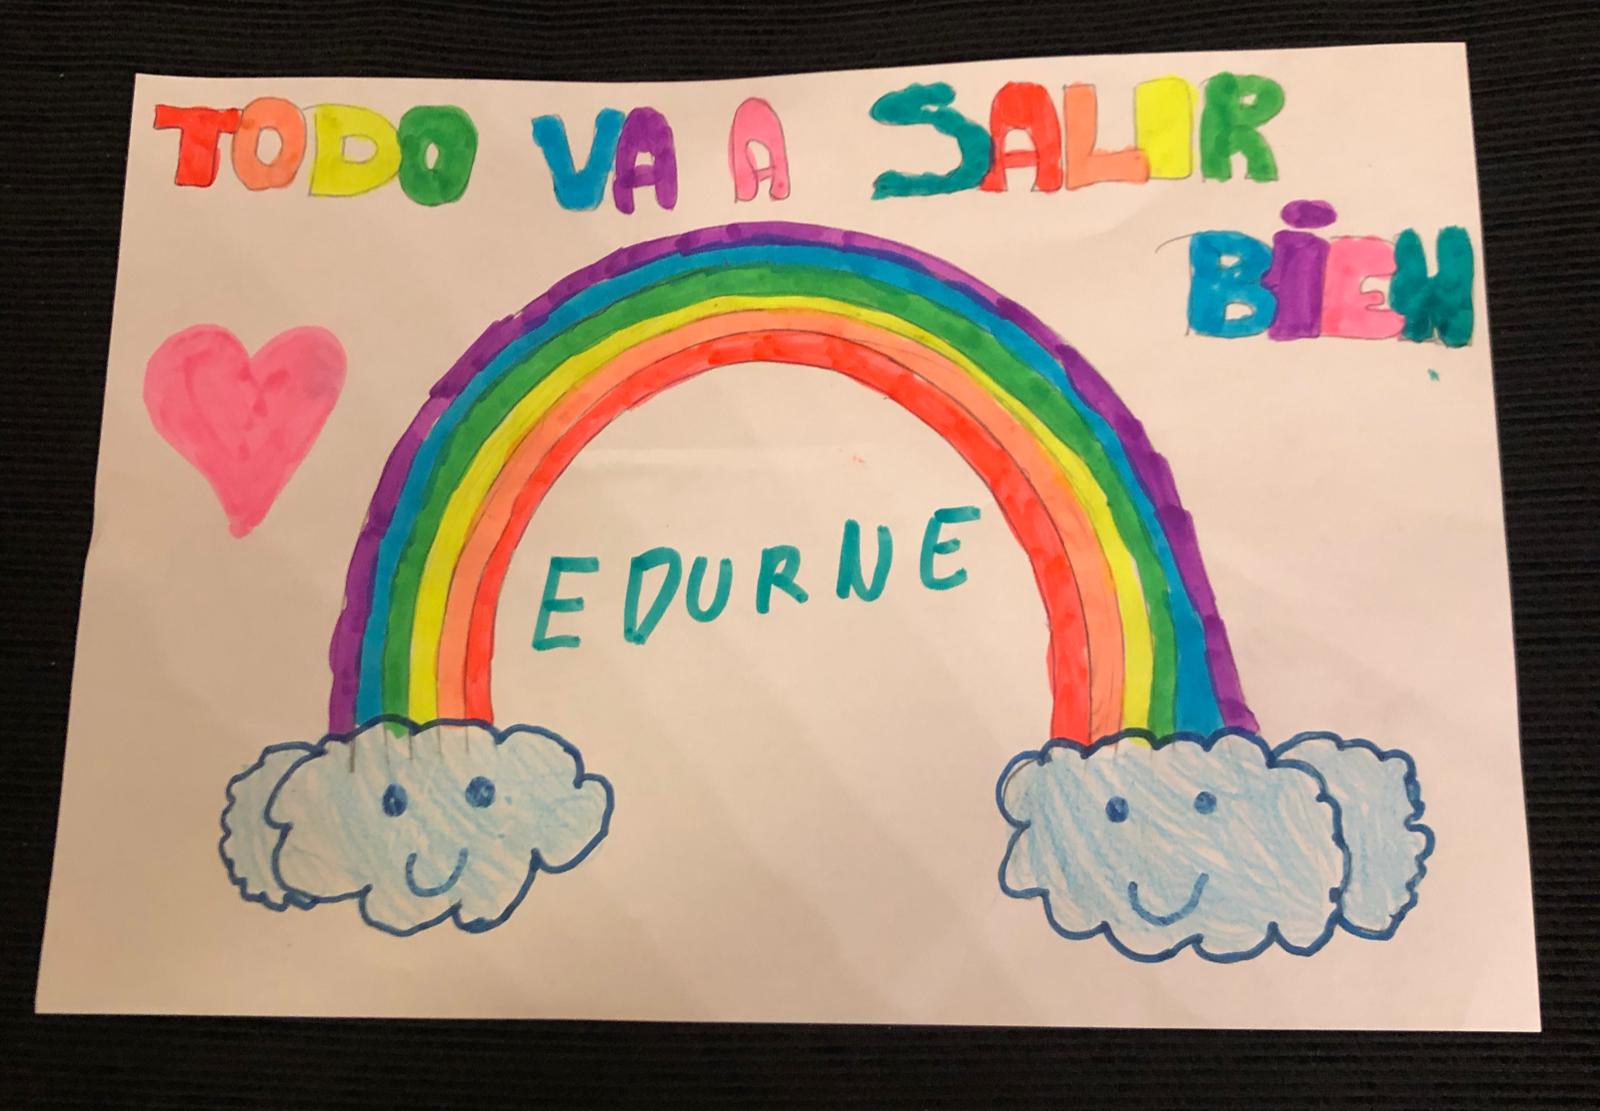 TODO VA A SALIR
BIEN
EDURNE